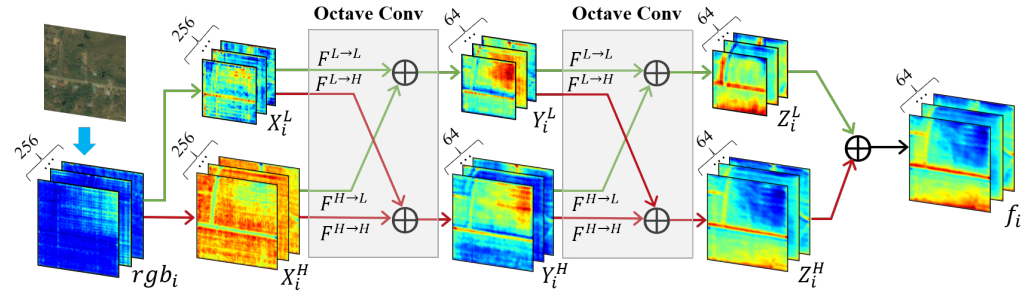 Octave Conv
Octave Conv
256
...
64
...
64
...
F^{L→L}
F^{L→H}
F^{L→L}
F^{L→H}
64
...
X_i^L
Y_i^L
Z_i^L
256
...
256
...
64
...
64
...
F^{H→L}
F^{H→H}
F^{H→L}
F^{H→H}
rgb_i
X_i^H
Y_i^H
Z_i^H
f_i